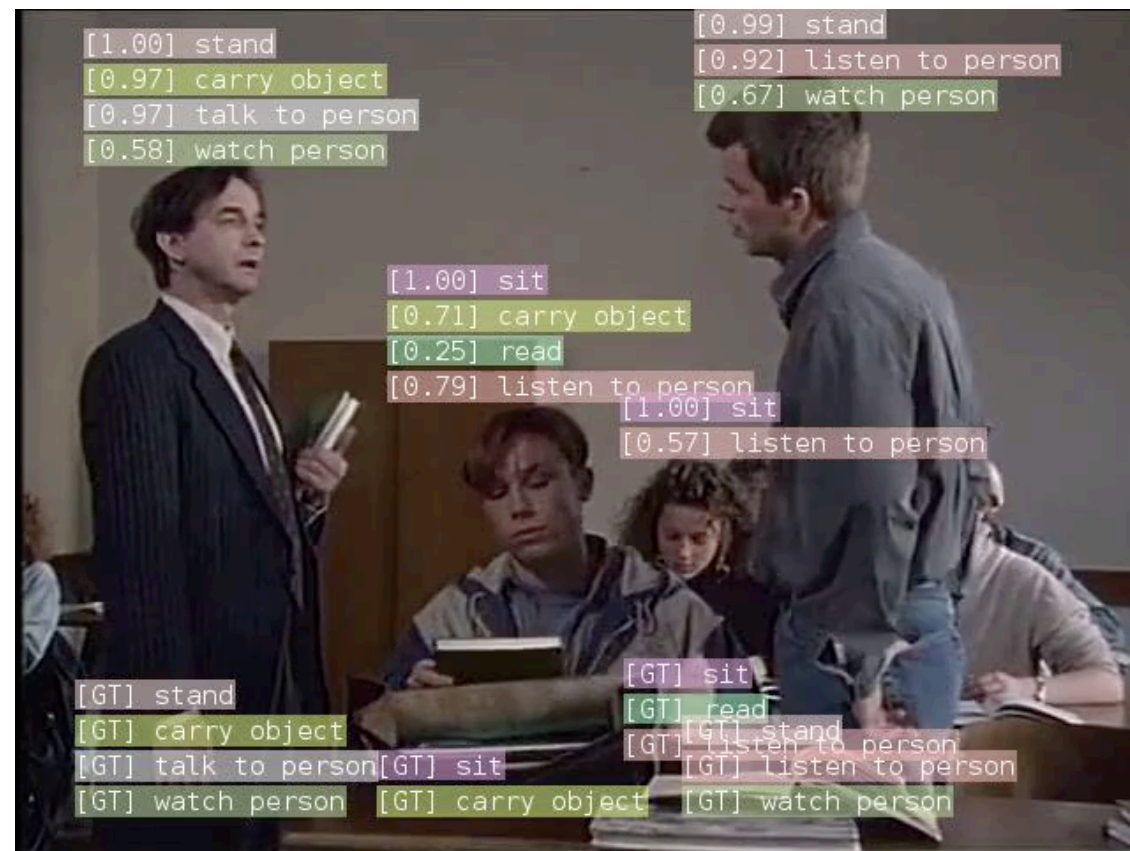 [1.00] stand
[0.97] carry object
[0.97] talk to person
[0.58] watch person
[0.99] stand
[0.92] listen to person
[0.67] watch person
[1.00] sit
[0.71] carry object
[0.25] read
[0.79] listen to person
[1.00] sit
[0.57] listen to person
[GT] stand
[GT] carry object
[GT] talk to person
[GT] watch person
[GT] sit
[GT] carry object
[GT] sit
[GT] read
[GT] listen to person
[GT] stand
[GT] listen to person
[GT] watch person